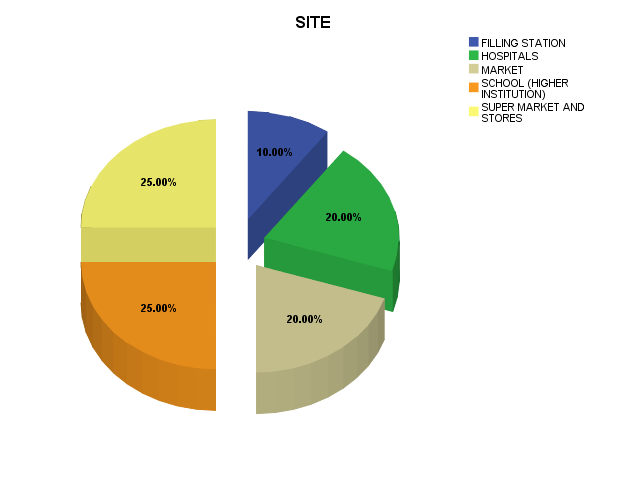 SITE
FILLING STATION
HOSPITALS
MARKET
SCHOOL (HIGHER
INSTITUTION)
SUPER MARKET AND
STORES
10.00%
25.00%
20.00%
25.00%
20.00%